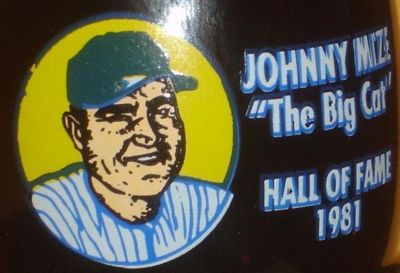 JOHNNY MIZE
"The Big Cat"
HALL OF FAME
1981